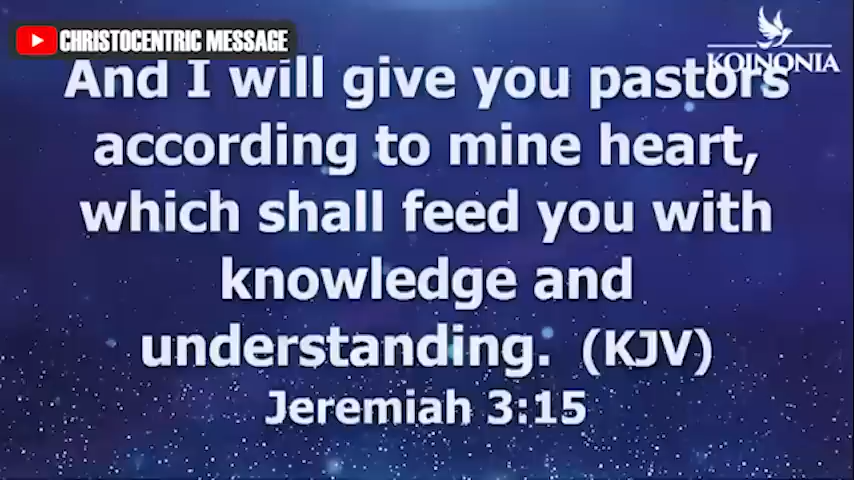 CHRISTOCENTRIC MESSAGE
KOINONIA
And I will give you pastors
according to mine heart,
which shall feed you with
knowledge and
understanding. (KJV)
Jeremiah 3:15